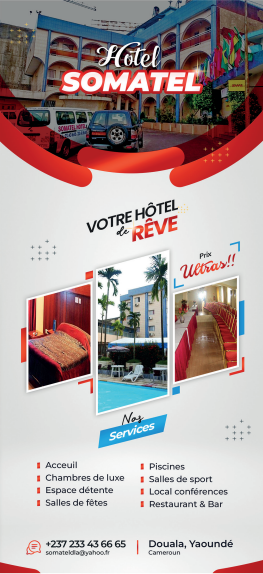 Hotel
SOMATEL
SOMATEL HOTEL
VOTRE HÔTEL
de RÊVE
Prix
Ultras!!
Nos
Services
Acceuil
Chambres de luxe
Espace détente
Salles de fêtes
Piscines
Salles de sport
Local conférences
Restaurant & Bar
+237 233 43 66 65
somateldla@yahoo.fr
Douala, Yaoundé
Cameroun